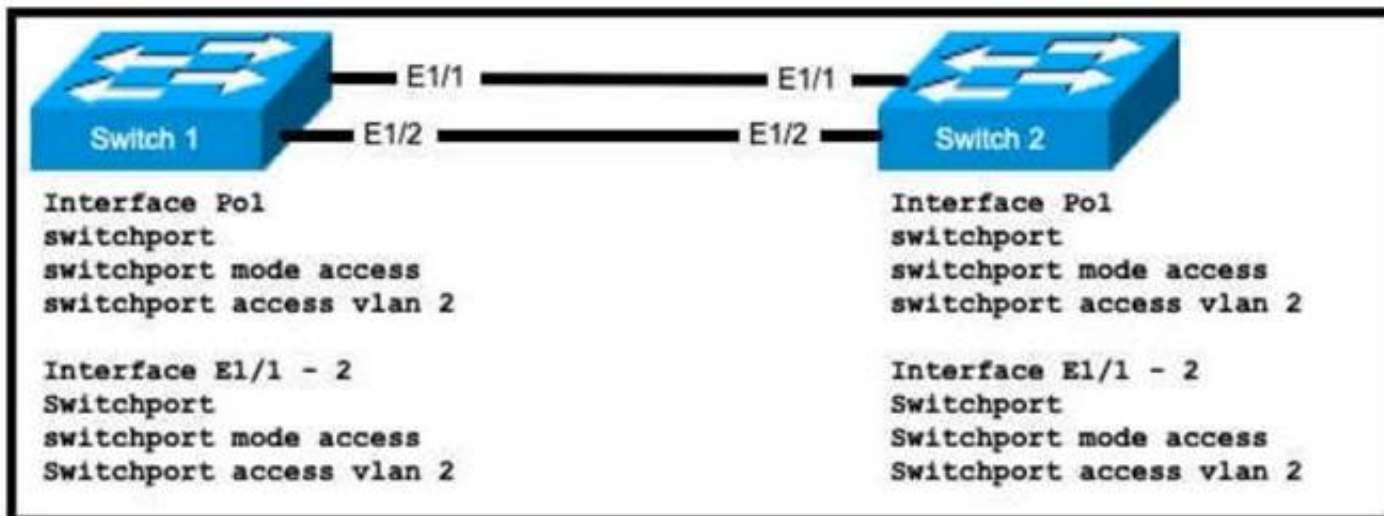 E1/1
E1/1
Switch 1
E1/2
E1/2
Switch 2
Interface Po1
switchport
switchport mode access
switchport access vlan 2
Interface E1/1 - 2
Switchport
switchport mode access
Switchport access vlan 2
Interface Po1
switchport
switchport mode access
switchport access vlan 2
Interface E1/1 - 2
Switchport
Switchport mode access
Switchport access vlan 2